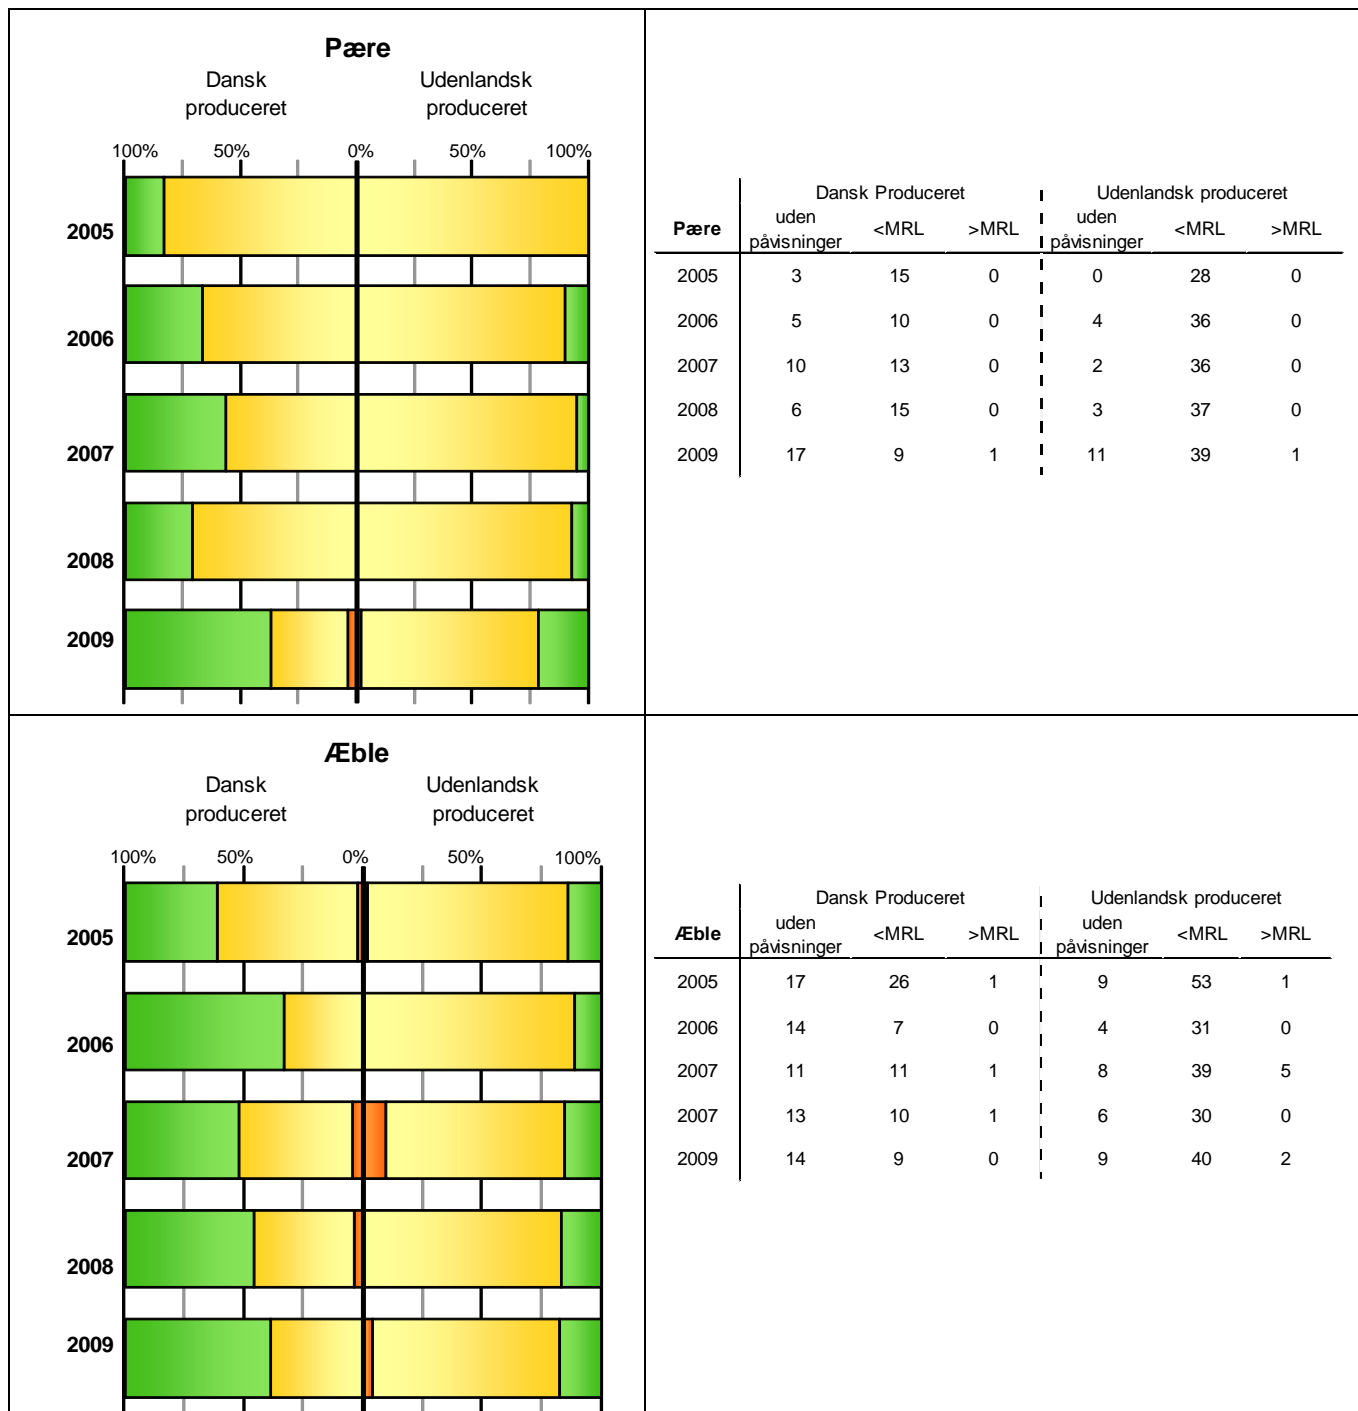 Pære
Dansk produceret
Udenlandsk produceret
100% 50% 0% 50% 100%
2005
2006
2007
2008
2009
Dansk Produceret Udenlandsk produceret
Pære uden påvisninger <MRL >MRL uden påvisninger <MRL >MRL
2005 3 15 0 0 28 0
2006 5 10 0 4 36 0
2007 10 13 0 2 36 0
2008 6 15 0 3 37 0
2009 17 9 1 11 39 1
Æble
Dansk produceret
Udenlandsk produceret
100% 50% 0% 50% 100%
2005
2006
2007
2008
2009
Dansk Produceret Udenlandsk produceret
Æble uden påvisninger <MRL >MRL uden påvisninger <MRL >MRL
2005 17 26 1 9 53 1
2006 14 7 0 4 31 0
2007 11 11 1 8 39 5
2007 13 10 1 6 30 0
2009 14 9 0 9 40 2